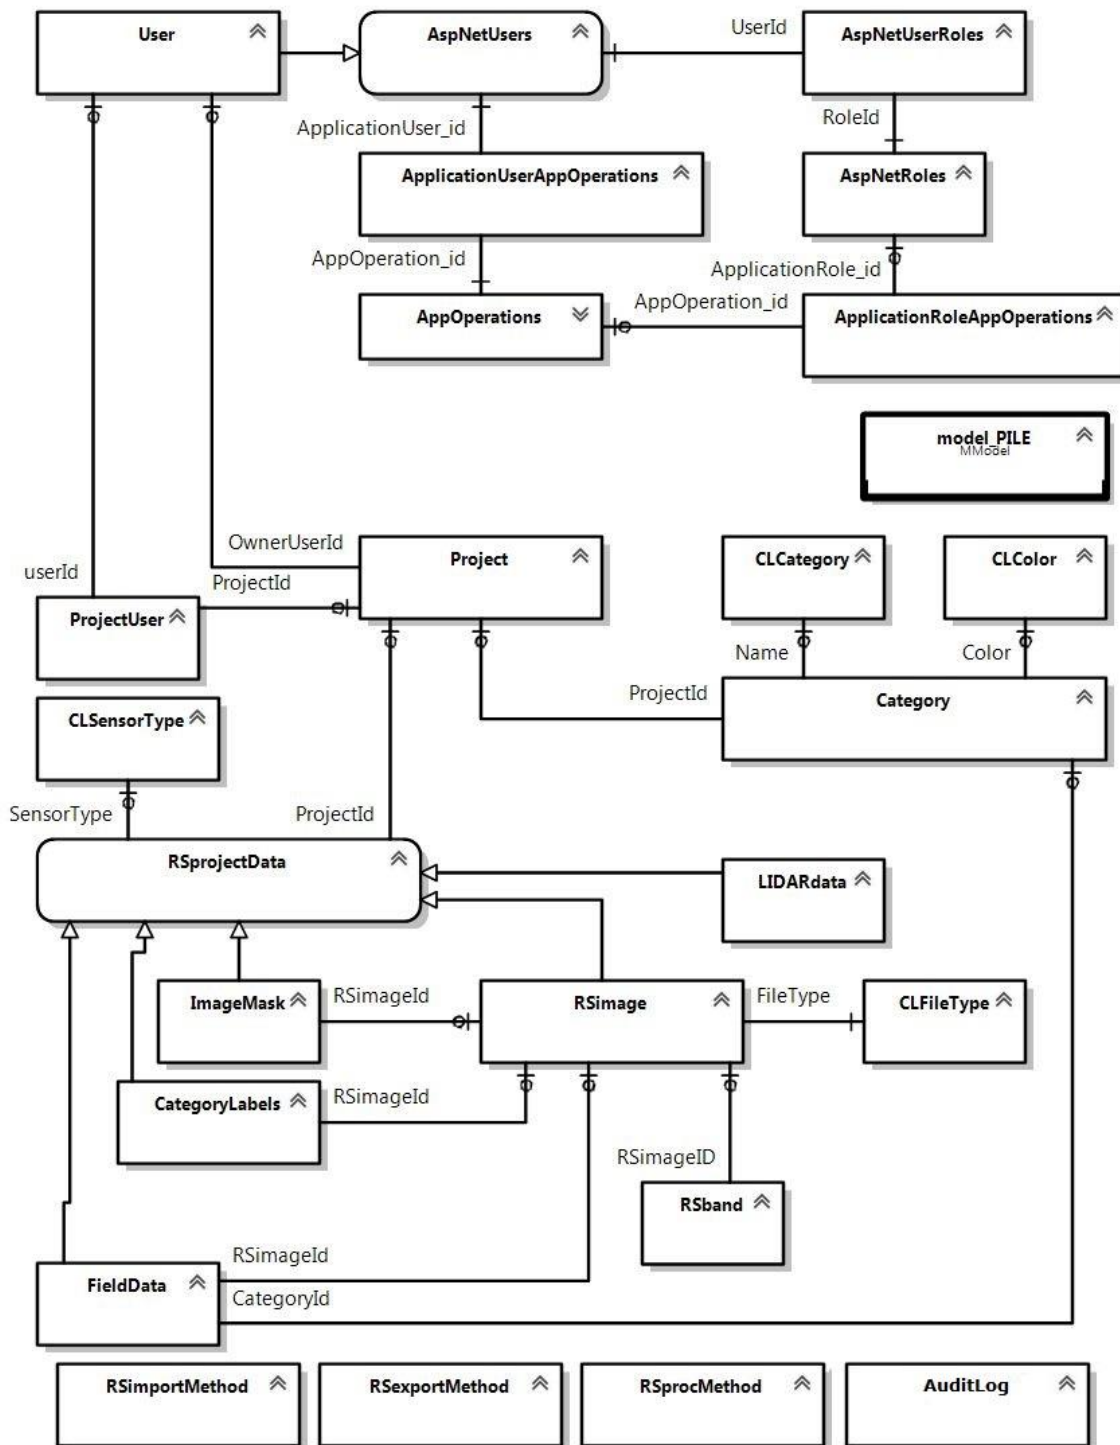 User
AspNetUsers
UserId
AspNetUserRoles
ApplicationUser_id
RoleId
ApplicationUserAppOperations
AspNetRoles
AppOperation_id
ApplicationRole_id
AppOperations
AppOperation_id
ApplicationRoleAppOperations
model_PILE
MModel
OwnerUserId
Project
CLCategory
CLColor
userId
ProjectId
ProjectUser
Name
Color
ProjectId
Category
CLSensorType
SensorType
ProjectId
RSprojectData
LIDARdata
ImageMask
RSimageId
RSimage
FileType
CLFileType
CategoryLabels
RSimageId
RSimageID
RSband
RSimageId
FieldData
CategoryId
RSimportMethod
RSexportMethod
RSprocMethod
AuditLog